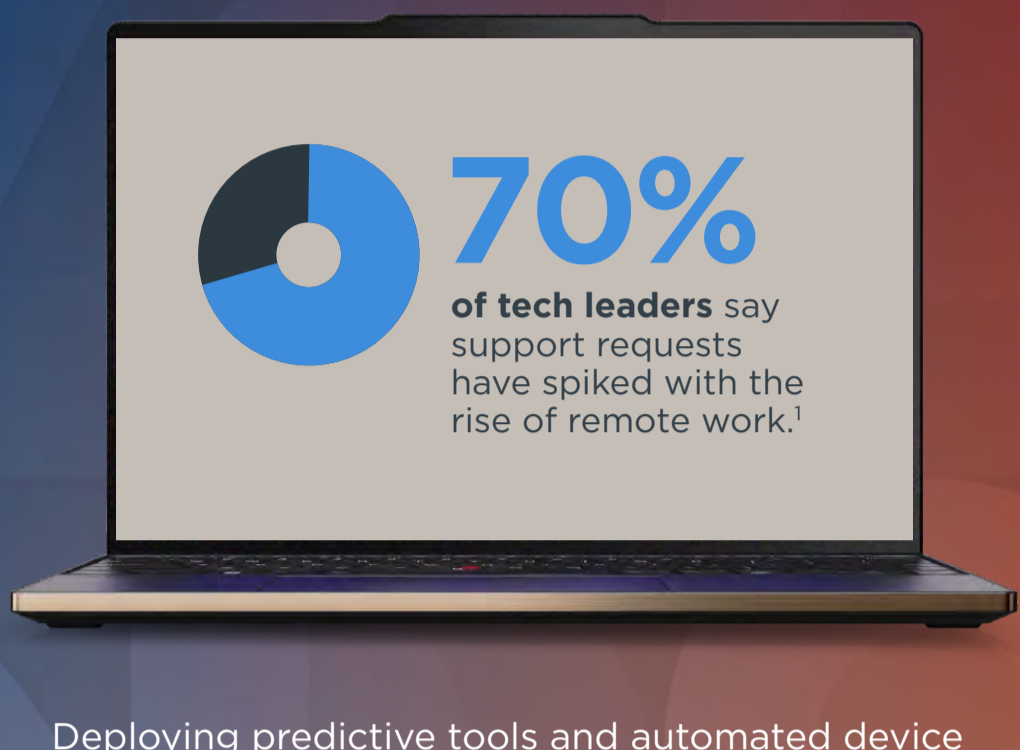 70%
of tech leaders say
support requests
have spiked with the
rise of remote work.¹
Deploying predictive tools and automated device